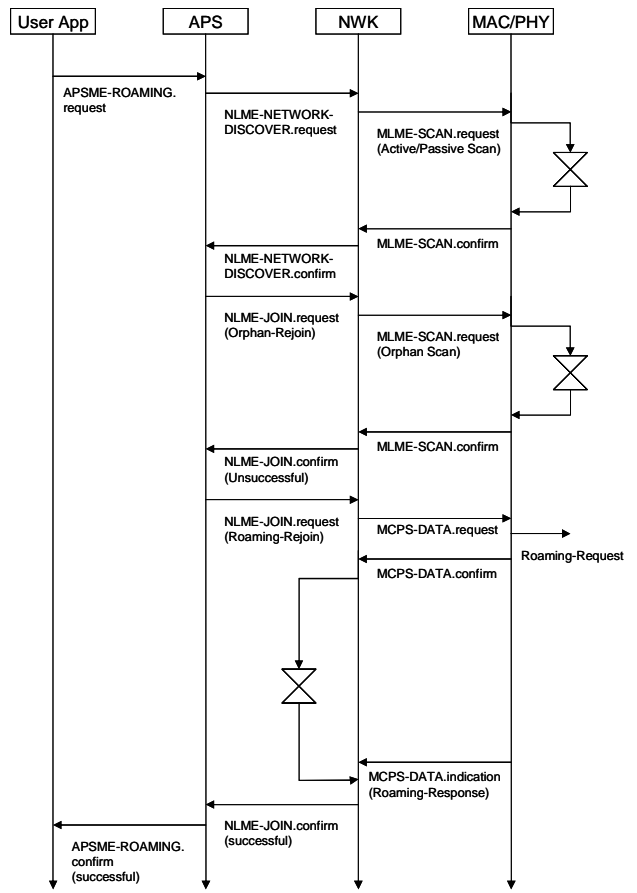 User App
APS
NWK
MAC/PHY
APSME-ROAMING.
request
NLME-NETWORK-
DISCOVER.request
MLME-SCAN.request
(Active/Passive Scan)
MLME-SCAN.confirm
NLME-NETWORK-
DISCOVER.confirm
NLME-JOIN.request
(Orphan-Rejoin)
MLME-SCAN.request
(Orphan Scan)
MLME-SCAN.confirm
NLME-JOIN.confirm
(Unsuccessful)
NLME-JOIN.request
(Roaming-Rejoin)
MCPS-DATA.request
Roaming-Request
MCPS-DATA.confirm
MCPS-DATA.indication
(Roaming-Response)
NLME-JOIN.confirm
(successful)
APSME-ROAMING.
confirm
(successful)